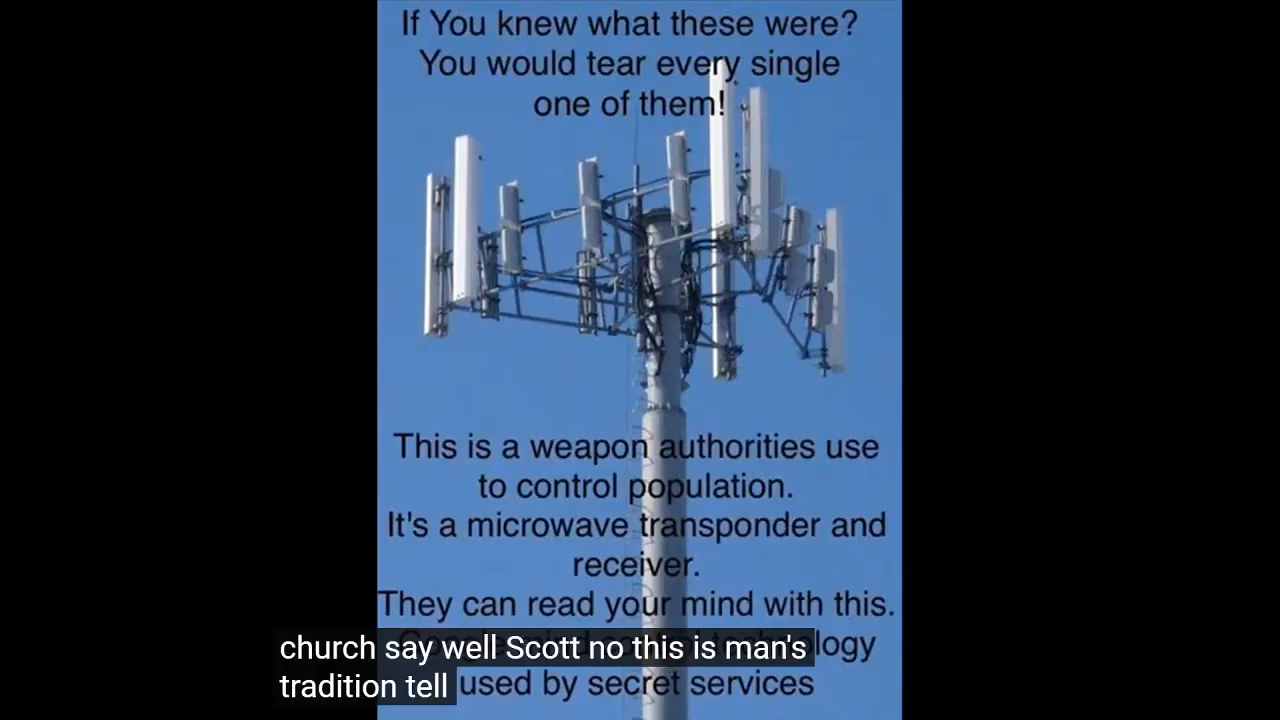 If You knew what these were?
You would tear every single
one of them!
This is a weapon authorities use
to control population.
It's a microwave transponder and
receiver.
They can read your mind with this.
church say well Scott no this is man's
tradition tell
used by secret services